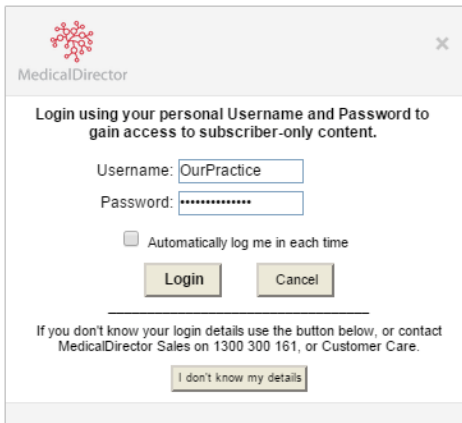 MedicalDirector
Login using your personal Username and Password to
gain access to subscriber-only content.
Username: OurPractice
Password: ••••••••••••••
Automatically log me in each time
Login Cancel
If you don't know your login details use the button below, or contact
MedicalDirector Sales on 1300 300 161, or Customer Care.
I don't know my details